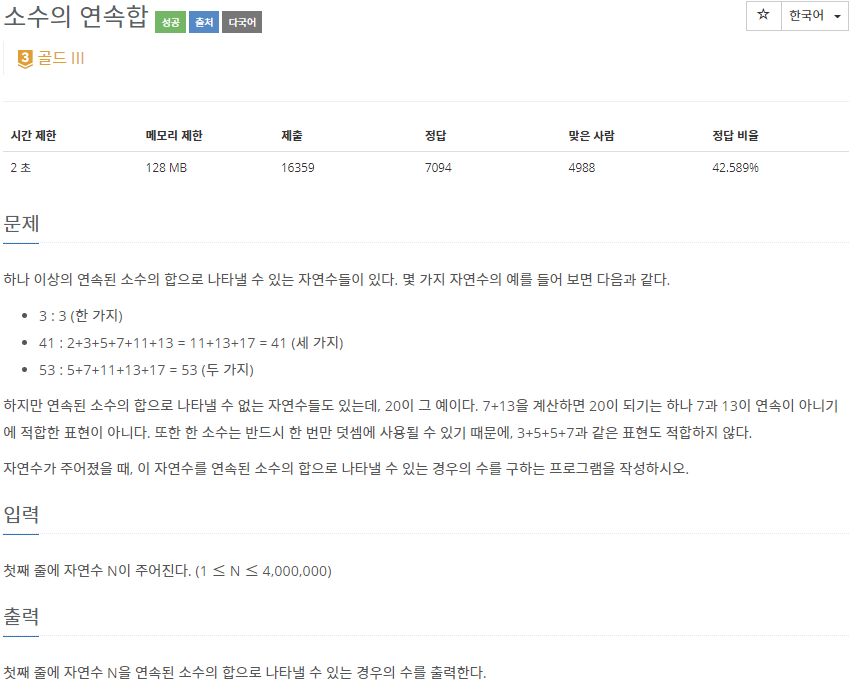 소수의 연속합 성공 출처 다국어
☆ 한국어
3 골드 III
시간 제한 메모리 제한 제출 정답 맞은 사람 정답 비율
2 초 128 MB 16359 7094 4988 42.589%
문제
하나 이상의 연속된 소수의 합으로 나타낼 수 있는 자연수들이 있다. 몇 가지 자연수의 예를 들어 보면 다음과 같다.
• 3 : 3 (한 가지)
• 41 : 2+3+5+7+11+13 = 11+13+17 = 41 (세 가지)
• 53 : 5+7+11+13+17 = 53 (두 가지)
하지만 연속된 소수의 합으로 나타낼 수 없는 자연수들도 있는데, 20이 그 예이다. 7+13을 계산하면 20이 되기는 하나 7과 13이 연속이 아니기
에 적합한 표현이 아니다. 또한 한 소수는 반드시 한 번만 덧셈에 사용될 수 있기 때문에, 3+5+5+7과 같은 표현도 적합하지 않다.
자연수가 주어졌을 때, 이 자연수를 연속된 소수의 합으로 나타낼 수 있는 경우의 수를 구하는 프로그램을 작성하시오.
입력
첫째 줄에 자연수 N이 주어진다. (1 ≤ N ≤ 4,000,000)
출력
첫째 줄에 자연수 N을 연속된 소수의 합으로 나타낼 수 있는 경우의 수를 출력한다.